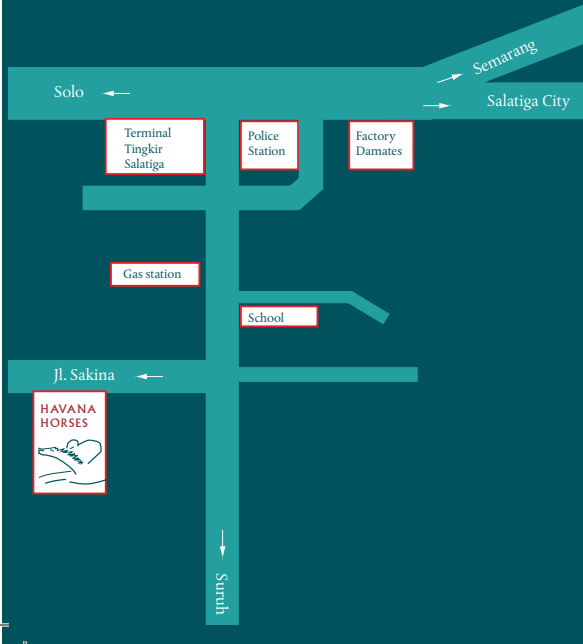 Semarang
Solo
Salatiga City
Terminal
Tingkir
Salatiga
Police
Station
Factory
Damates
Gas station
School
Jl. Sakina
HAVANA
HORSES
Suruh